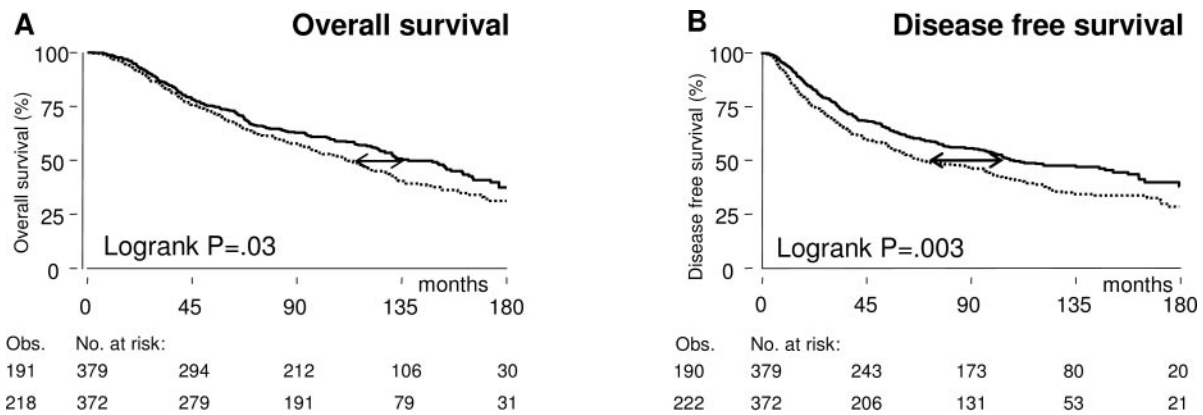 A Overall survival
Overall survival (%)
100
75
50
25
0
Logrank P=.03
months
0 45 90 135 180
Obs. No. at risk:
191 379 294 212 106 30
218 372 279 191 79 31
B Disease free survival
Disease free survival (%)
100
75
50
25
0
Logrank P=.003
months
0 45 90 135 180
Obs. No. at risk:
190 379 243 173 80 20
222 372 206 131 53 21